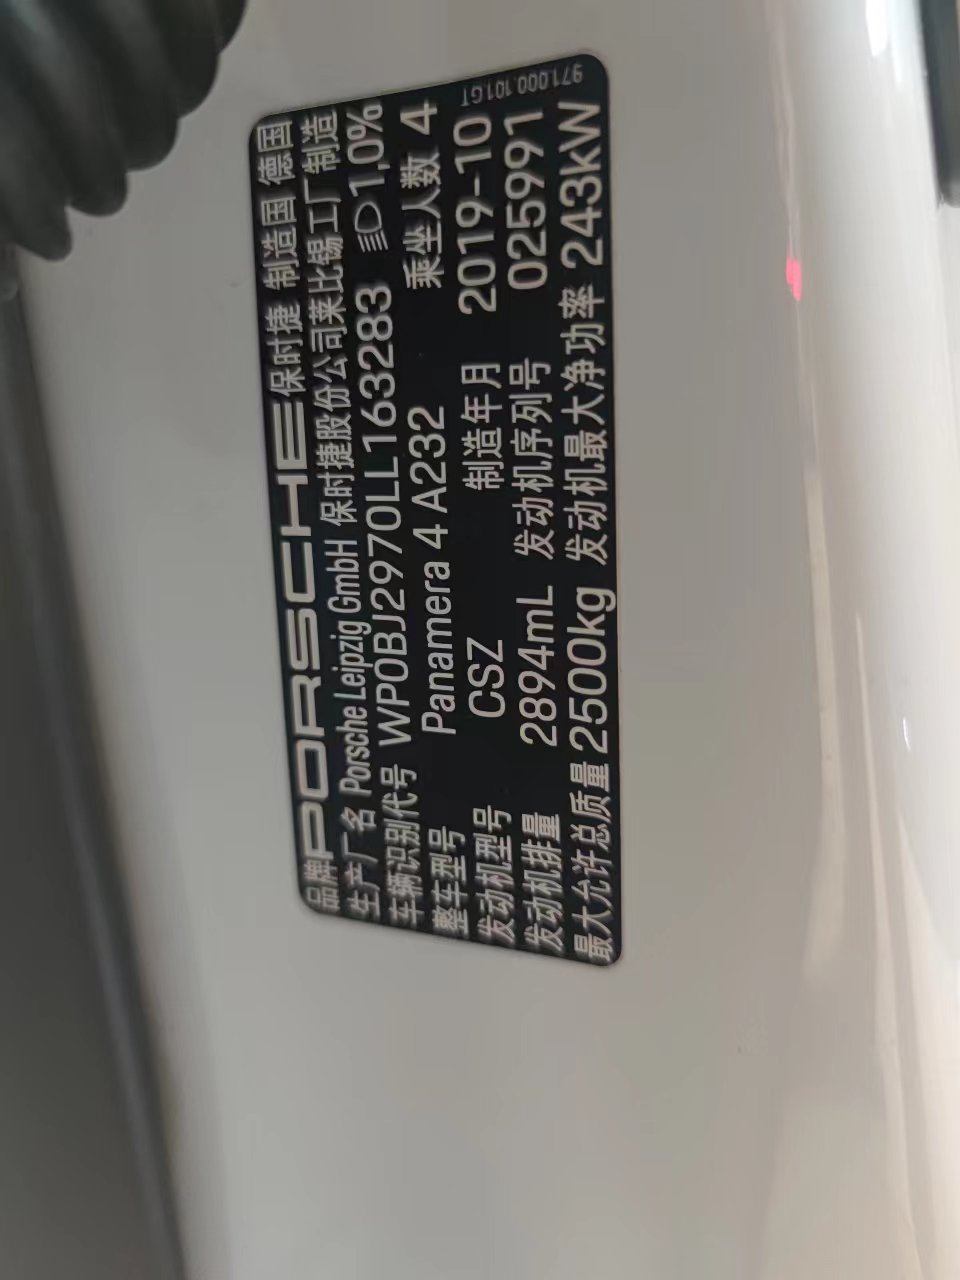 品牌 PORSCHE 保时捷 制造国 德国
生产厂名 Porsche Leipzig GmbH 保时捷股份公司莱比锡工厂制造
车辆识别代号 WP0BJ2970LL163283 1,0%
整车型号 Panamera 4 A232 乘坐人数 4
发动机型号 CSZ 制造年月 2019-10
发动机排量 2894mL 发动机序列号 025991
最大允许总质量 2500kg 发动机最大净功率 243kW
971.000.101.GT